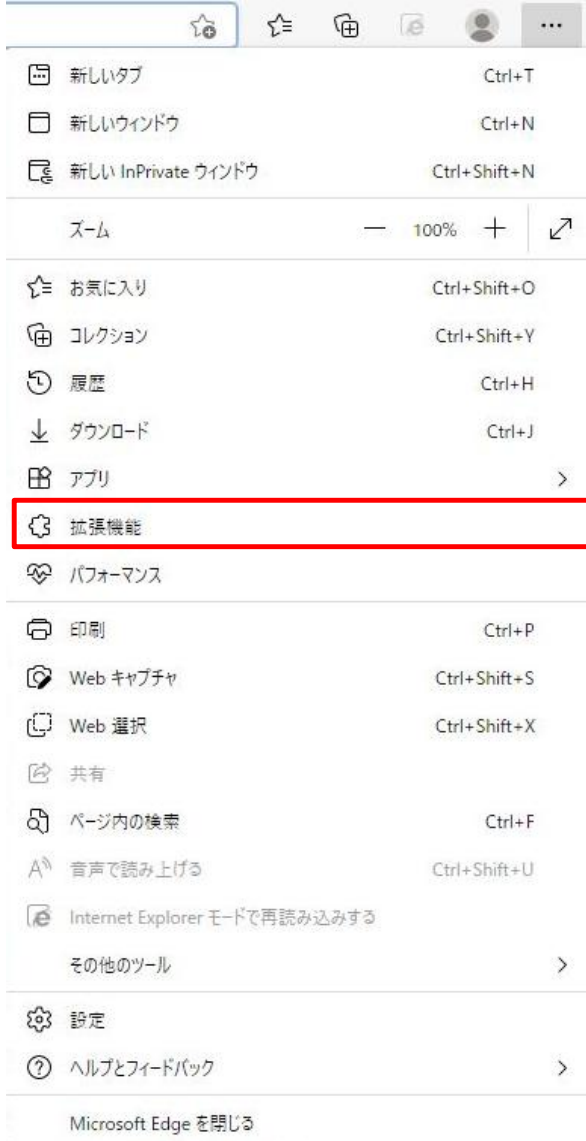 新しいタブ Ctrl+T
新しいウィンドウ Ctrl+N
新しい InPrivate ウィンドウ Ctrl+Shift+N
ズーム 100%
お気に入り Ctrl+Shift+O
コレクション Ctrl+Shift+Y
履歴 Ctrl+H
ダウンロード Ctrl+J
アプリ
拡張機能
パフォーマンス
印刷 Ctrl+P
Web キャプチャ Ctrl+Shift+S
Web 選択 Ctrl+Shift+X
共有
ページ内の検索 Ctrl+F
音声で読み上げる Ctrl+Shift+U
Internet Explorer モードで再読み込みする
その他のツール
設定
ヘルプとフィードバック
Microsoft Edge を閉じる